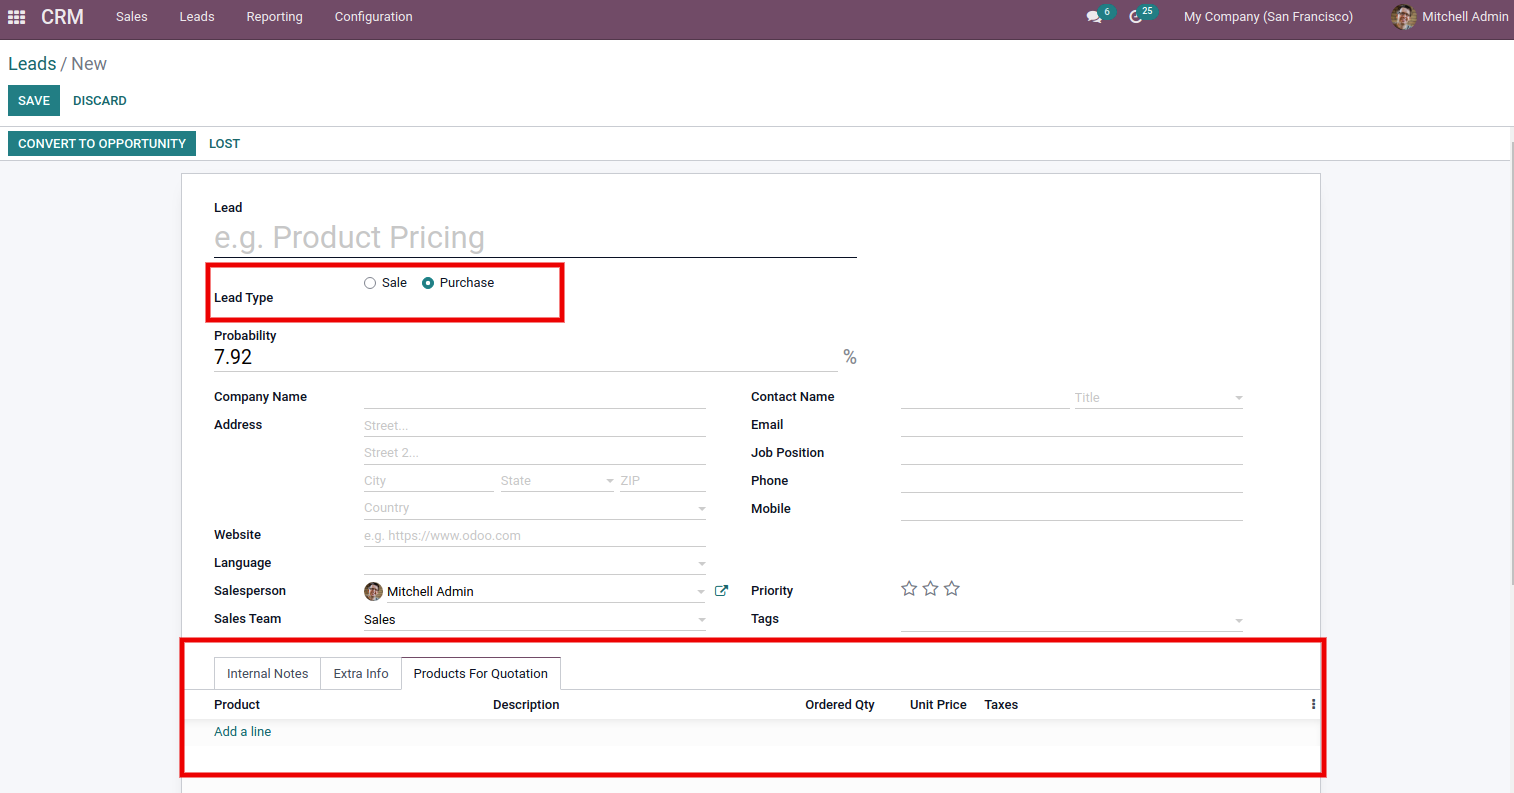 CRM Sales Leads Reporting Configuration 6 25 My Company (San Francisco) Mitchell Admin
Leads / New
SAVE DISCARD
CONVERT TO OPPORTUNITY LOST
Lead
e.g. Product Pricing
Sale Purchase
Lead Type
Probability
7.92 %
Company Name Contact Name Title
Address Street... Email
Street 2... Job Position
City State ZIP Phone
Country Mobile
Website e.g. https://www.odoo.com
Language
Salesperson Mitchell Admin Priority
Sales Team Sales Tags
Internal Notes Extra Info Products For Quotation
Product Description Ordered Qty Unit Price Taxes
Add a line